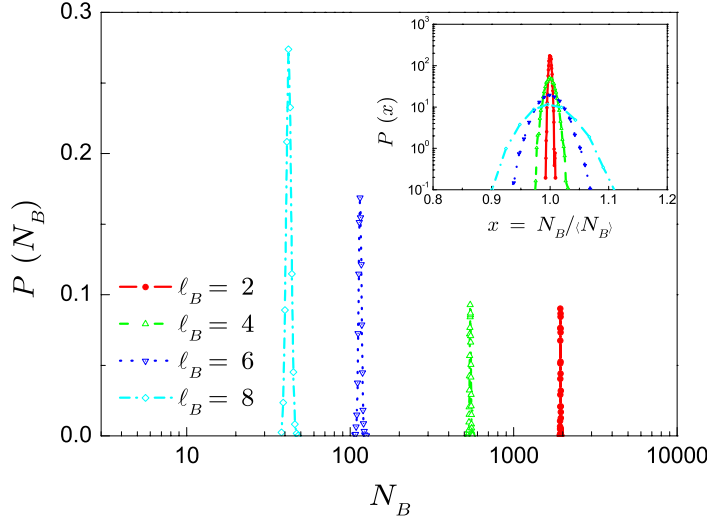 0.3
0.2
0.1
0.0
P (N_B)
10
100
1000
10000
N_B
ℓ_B = 2
ℓ_B = 4
ℓ_B = 6
ℓ_B = 8
10^3
10^2
10^1
10^0
10^-1
P (x)
0.8 0.9 1.0 1.1 1.2
x = N_B/⟨N_B⟩